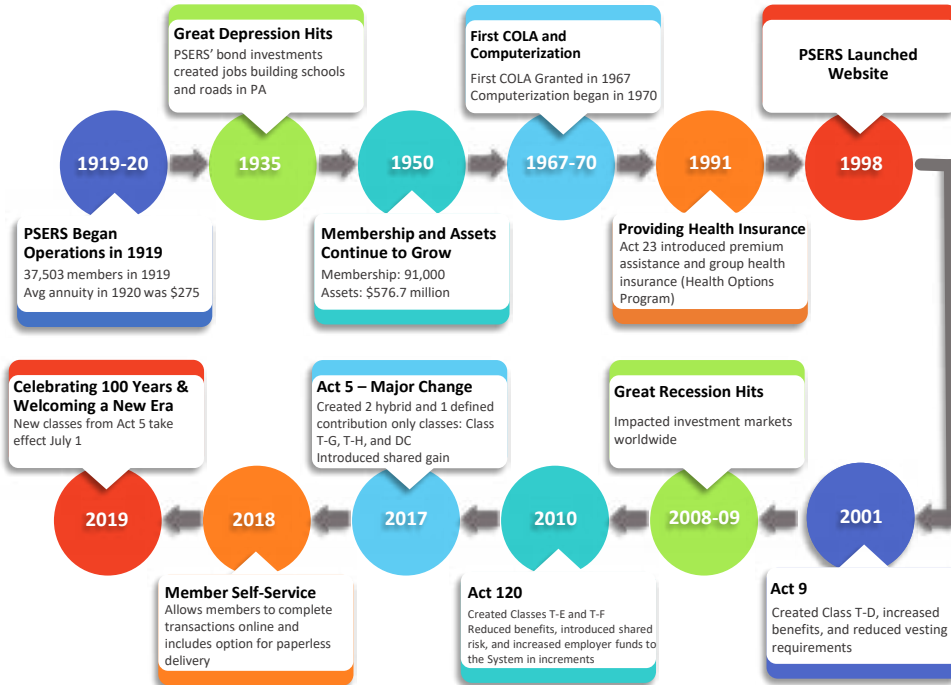 Great Depression Hits
PSERS' bond investments
created jobs building schools
and roads in PA
First COLA and
Computerization
First COLA Granted in 1967
Computerization began in 1970
PSERS Launched
Website
1919-20
1935
1950
1967-70
1991
1998
PSERS Began
Operations in 1919
37,503 members in 1919
Avg annuity in 1920 was $275
Membership and Assets
Continue to Grow
Membership: 91,000
Assets: $576.7 million
Providing Health Insurance
Act 23 introduced premium
assistance and group health
insurance (Health Options
Program)
Celebrating 100 Years &
Welcoming a New Era
New classes from Act 5 take
effect July 1
Act 5 – Major Change
Created 2 hybrid and 1 defined
contribution only classes: Class
T-G, T-H, and DC
Introduced shared gain
Great Recession Hits
Impacted investment markets
worldwide
2019
2018
2017
2010
2008-09
2001
Member Self-Service
Allows members to complete
transactions online and
includes option for paperless
delivery
Act 120
Created Classes T-E and T-F
Reduced benefits, introduced shared
risk, and increased employer funds to
the System in increments
Act 9
Created Class T-D, increased
benefits, and reduced vesting
requirements